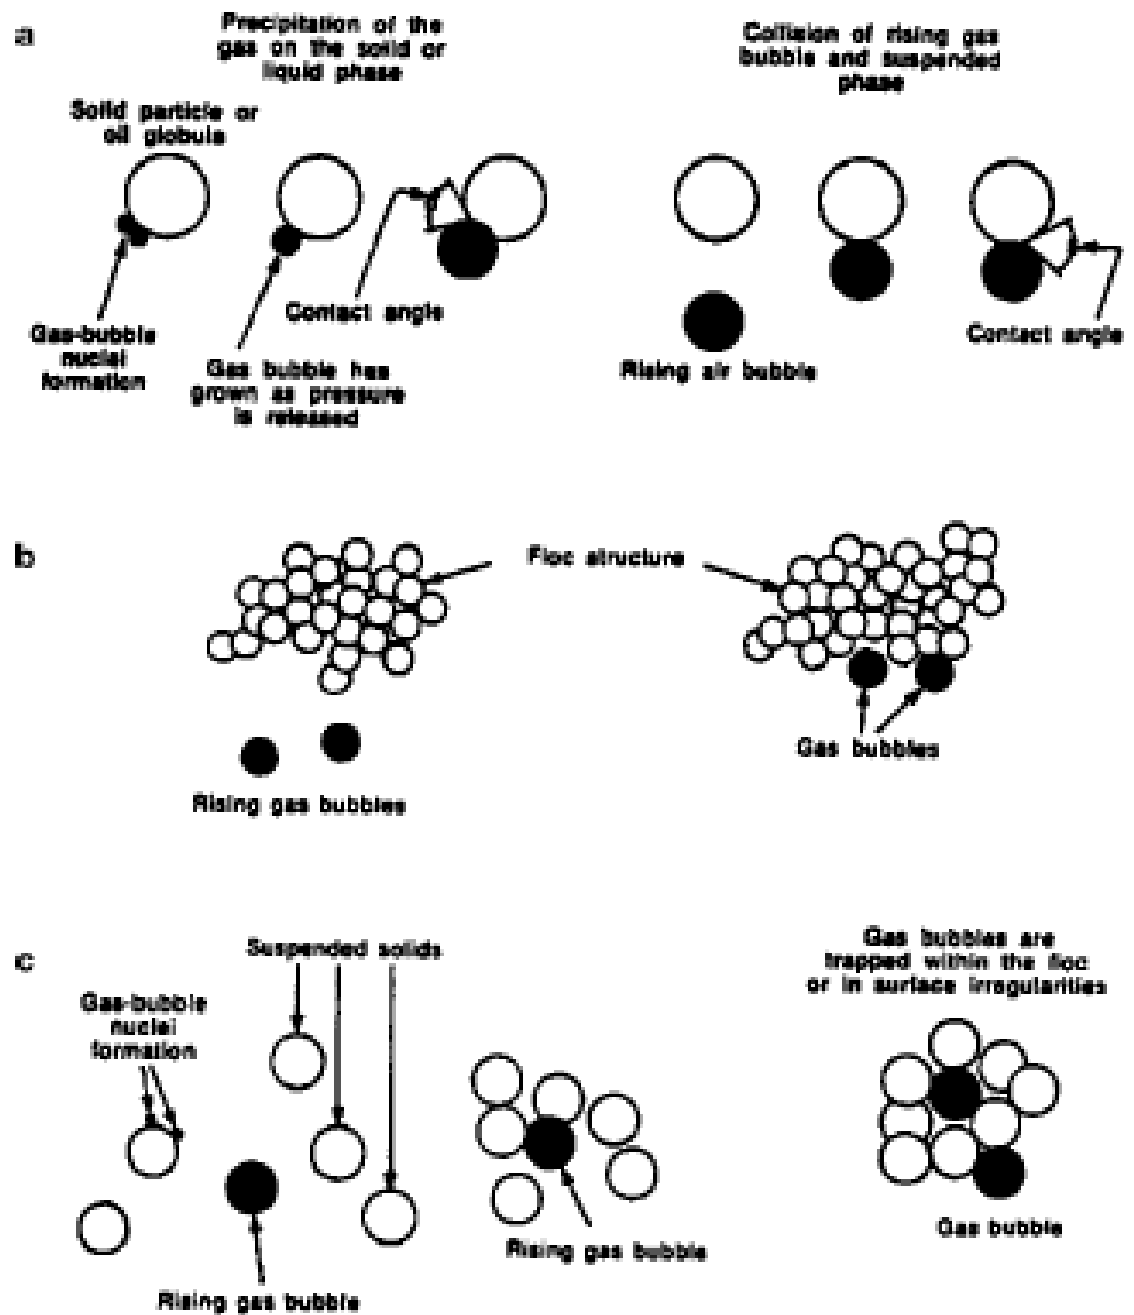 a
Precipitation of the
gas on the solid or
liquid phase
Collision of rising gas
bubble and suspended
phase
Solid particle or
oil globule
Gas-bubble
nuclei
formation
Contact angle
Gas bubble has
grown as pressure
is released
Rising air bubble
Contact angle
b
Floc structure
Rising gas bubbles
Gas bubbles
c
Suspended solids
Gas-bubble
nuclei
formation
Gas bubbles are
trapped within the floc
or in surface irregularities
Rising gas bubble
Rising gas bubble
Gas bubble